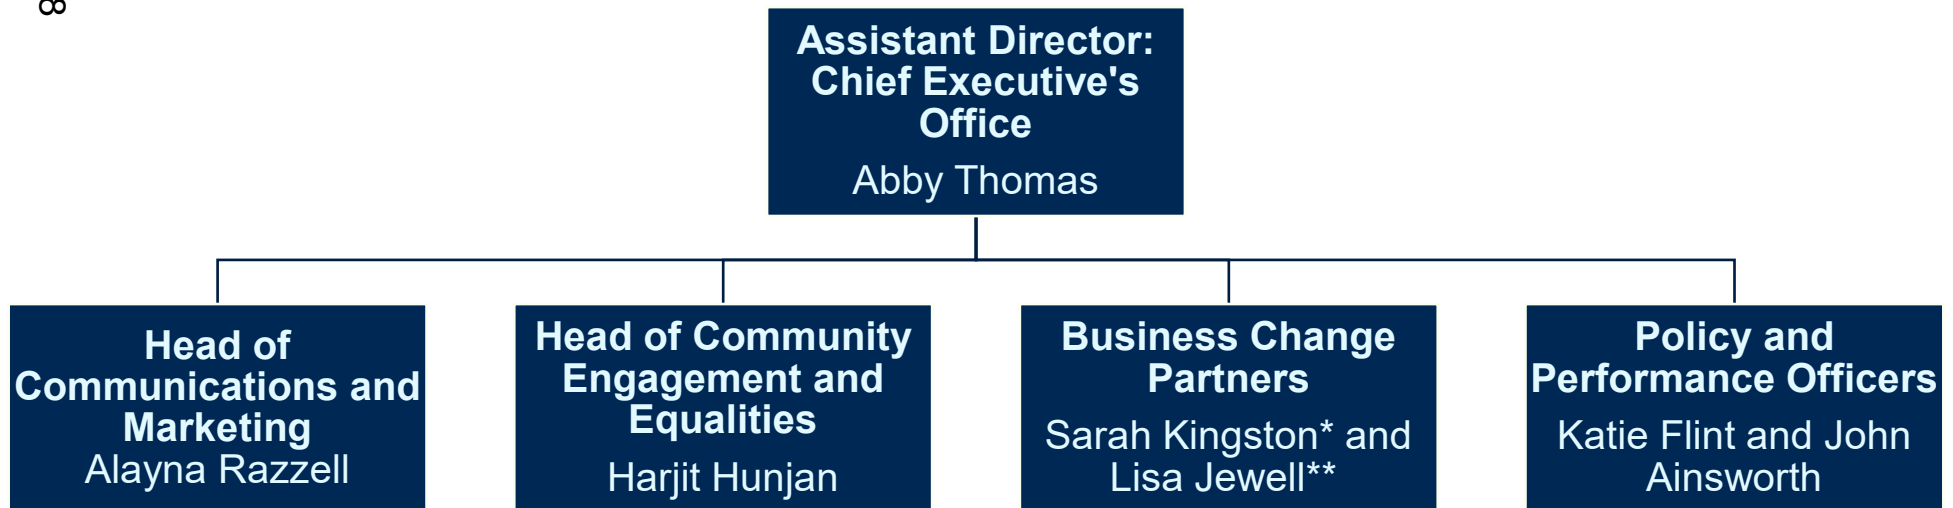 8
Assistant Director:
Chief Executive's
Office
Abby Thomas
Head of
Communications and
Marketing
Alayna Razzell
Head of Community
Engagement and
Equalities
Harjit Hunjan
Business Change
Partners
Sarah Kingston* and
Lisa Jewell**
Policy and
Performance Officers
Katie Flint and John
Ainsworth